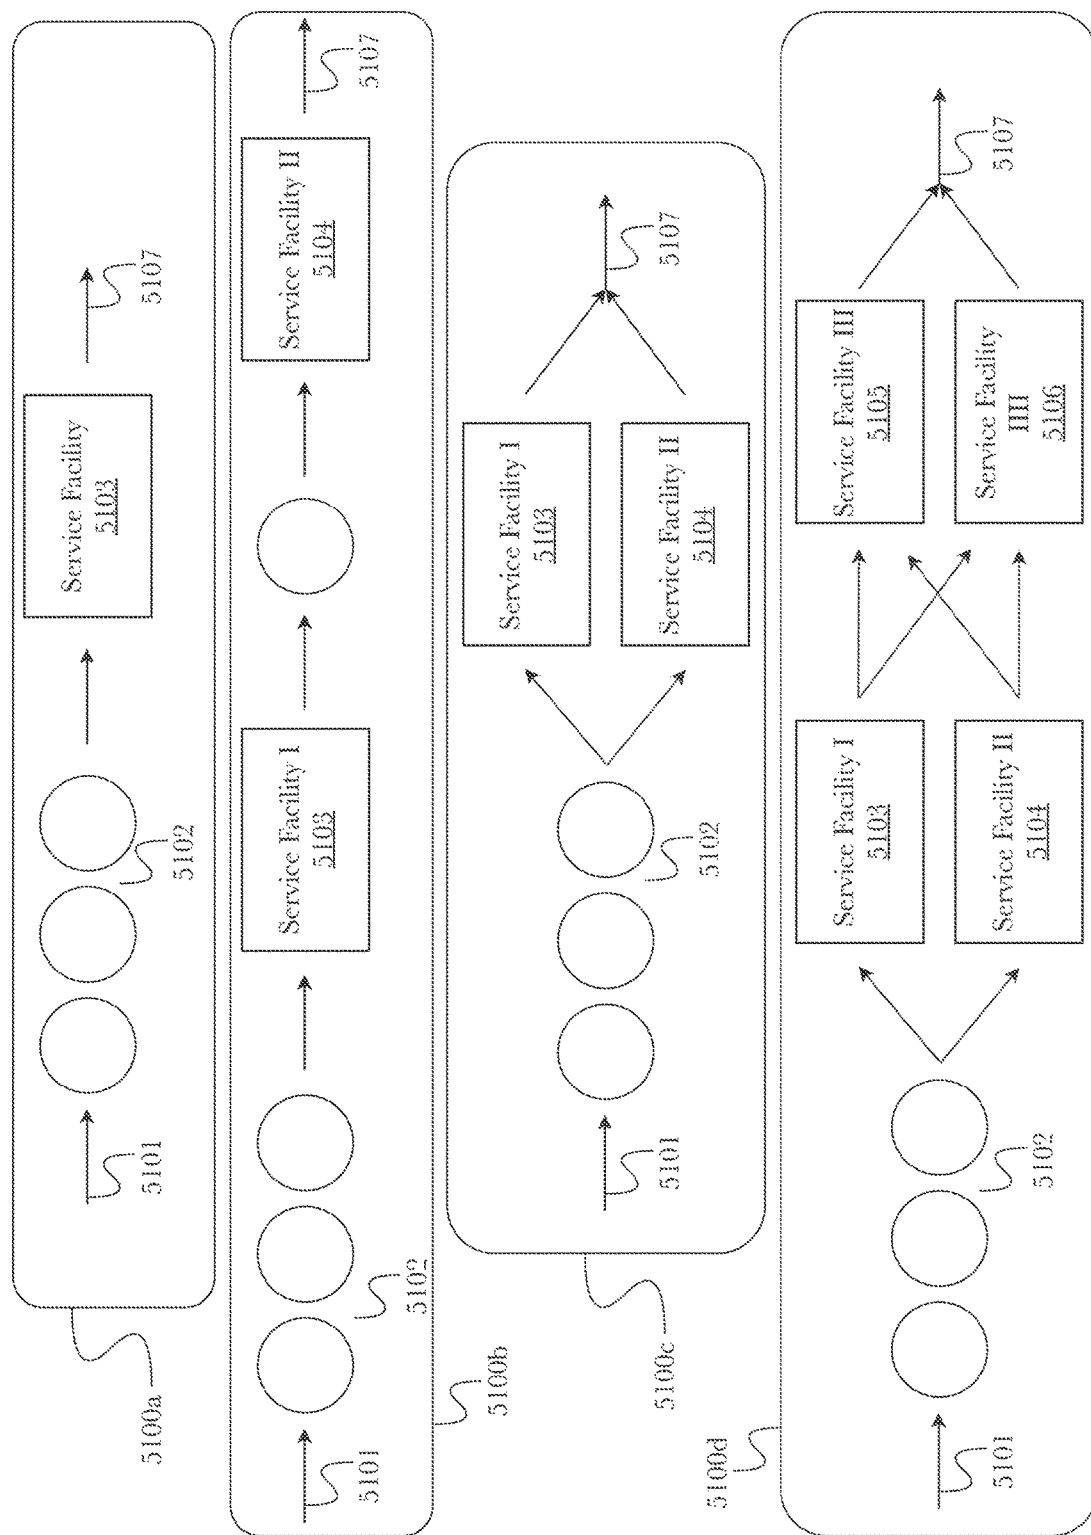 5100a
5101
5102
Service Facility
5103
5107
5100b
5101
5102
Service Facility I
5103
Service Facility II
5104
5107
5100c
5101
5102
Service Facility I
5103
Service Facility II
5104
5107
5100d
5101
5102
Service Facility I
5103
Service Facility II
5104
Service Facility III
5105
Service Facility
IIII
5106
5107